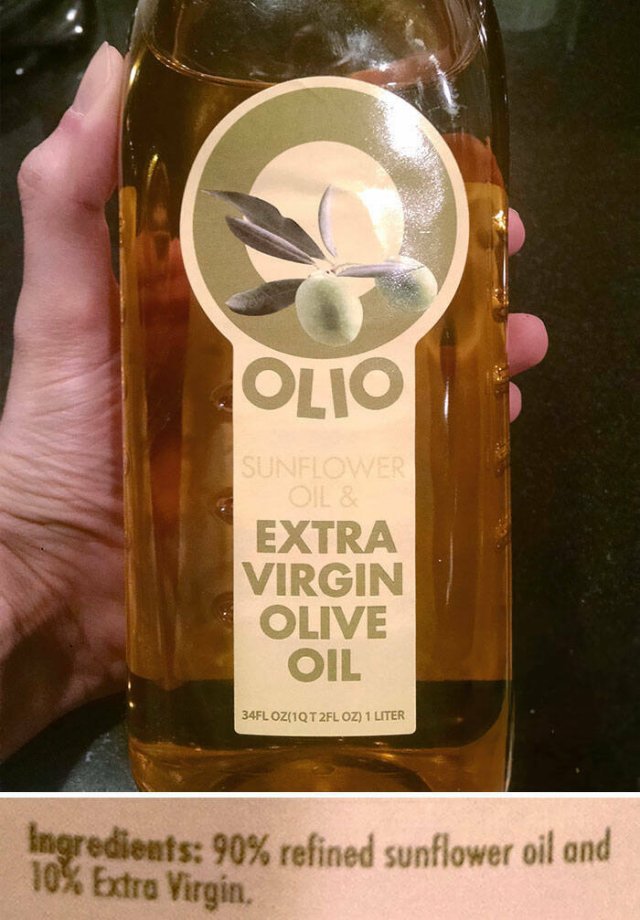 OLIO
SUNFLOWER
OIL &
EXTRA
VIRGIN
OLIVE
OIL
34FL OZ(1QT 2FL OZ) 1 LITER
Ingredients: 90% refined sunflower oil and
10% Extra Virgin.